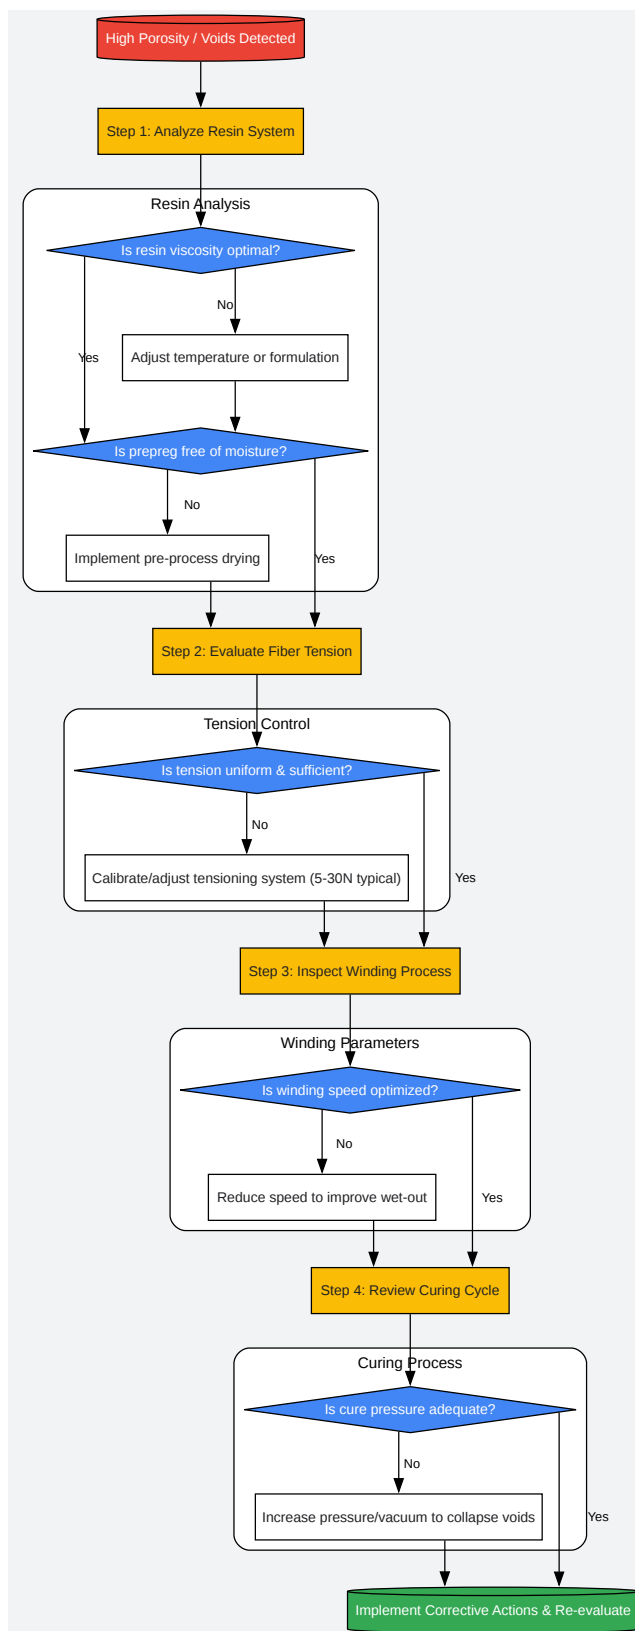 High Porosity / Voids Detected
Step 1: Analyze Resin System
Resin Analysis
Is resin viscosity optimal?
No
Yes
Adjust temperature or formulation
Is prepreg free of moisture?
No
Implement pre-process drying
Yes
Step 2: Evaluate Fiber Tension
Tension Control
Is tension uniform & sufficient?
No
Calibrate/adjust tensioning system (5-30N typical)
Yes
Step 3: Inspect Winding Process
Winding Parameters
Is winding speed optimized?
No
Reduce speed to improve wet-out
Yes
Step 4: Review Curing Cycle
Curing Process
Is cure pressure adequate?
No
Increase pressure/vacuum to collapse voids
Yes
Implement Corrective Actions & Re-evaluate